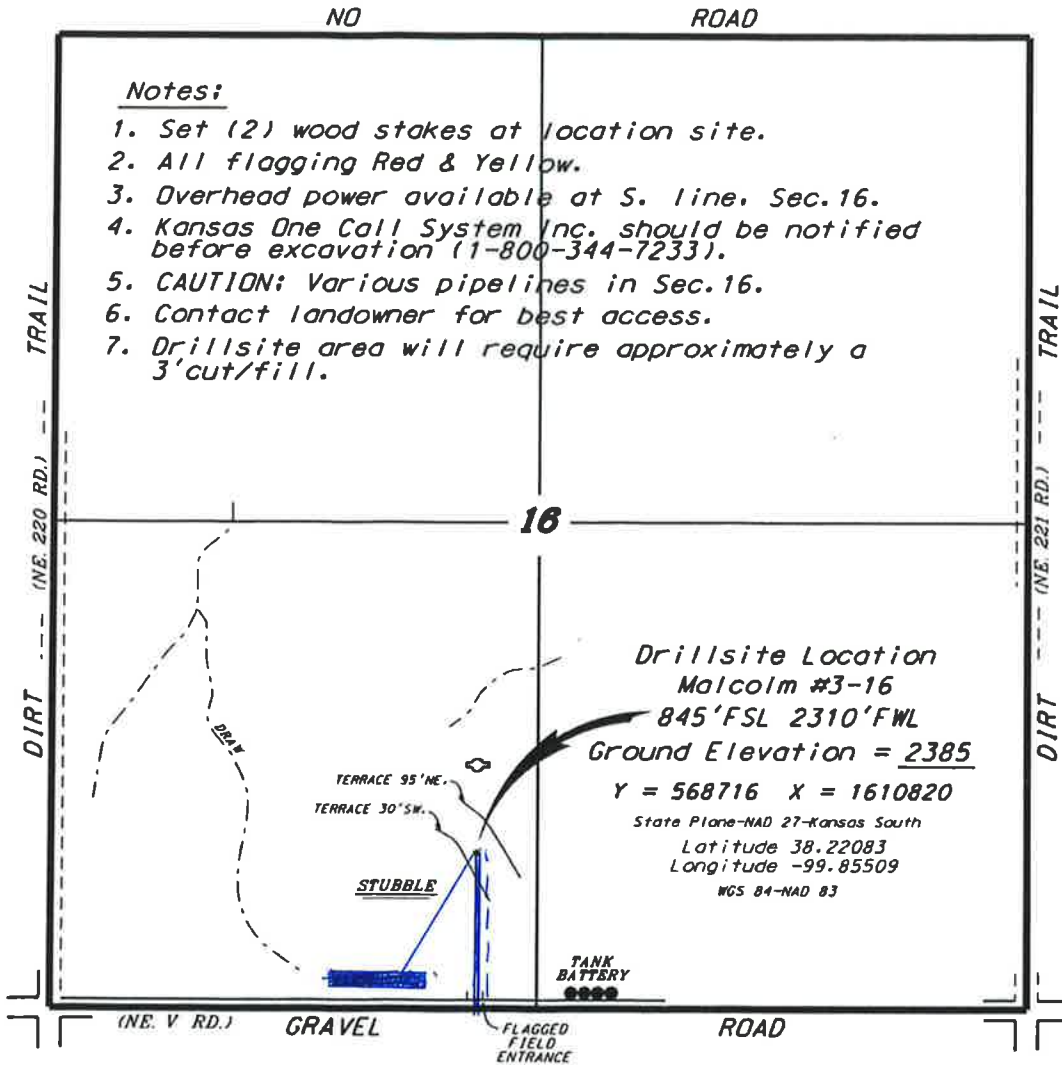 NO ROAD
Notes:
1. Set (2) wood stakes at location site.
2. All flagging Red & Yellow.
3. Overhead power available at S. line, Sec.16.
4. Kansas One Call System Inc. should be notified
before excavation (1-800-344-7233).
5. CAUTION: Various pipelines in Sec.16.
6. Contact landowner for best access.
7. Drillsite area will require approximately a
3'cut/fill.
DIRT (NE. 220 RD.) TRAIL
DIRT (NE. 221 RD.) TRAIL
16
DRAW
Drillsite Location
Malcolm #3-16
845'FSL 2310'FWL
Ground Elevation = 2385
Y = 568716 X = 1610820
State Plane-NAD 27-Kansas South
Latitude 38.22083
Longitude -99.85509
WGS 84-NAD 83
TERRACE 95'NE.
TERRACE 30'SW.
STUBBLE
TANK
BATTERY
(NE. V RD.) GRAVEL ROAD
FLAGGED
FIELD
ENTRANCE